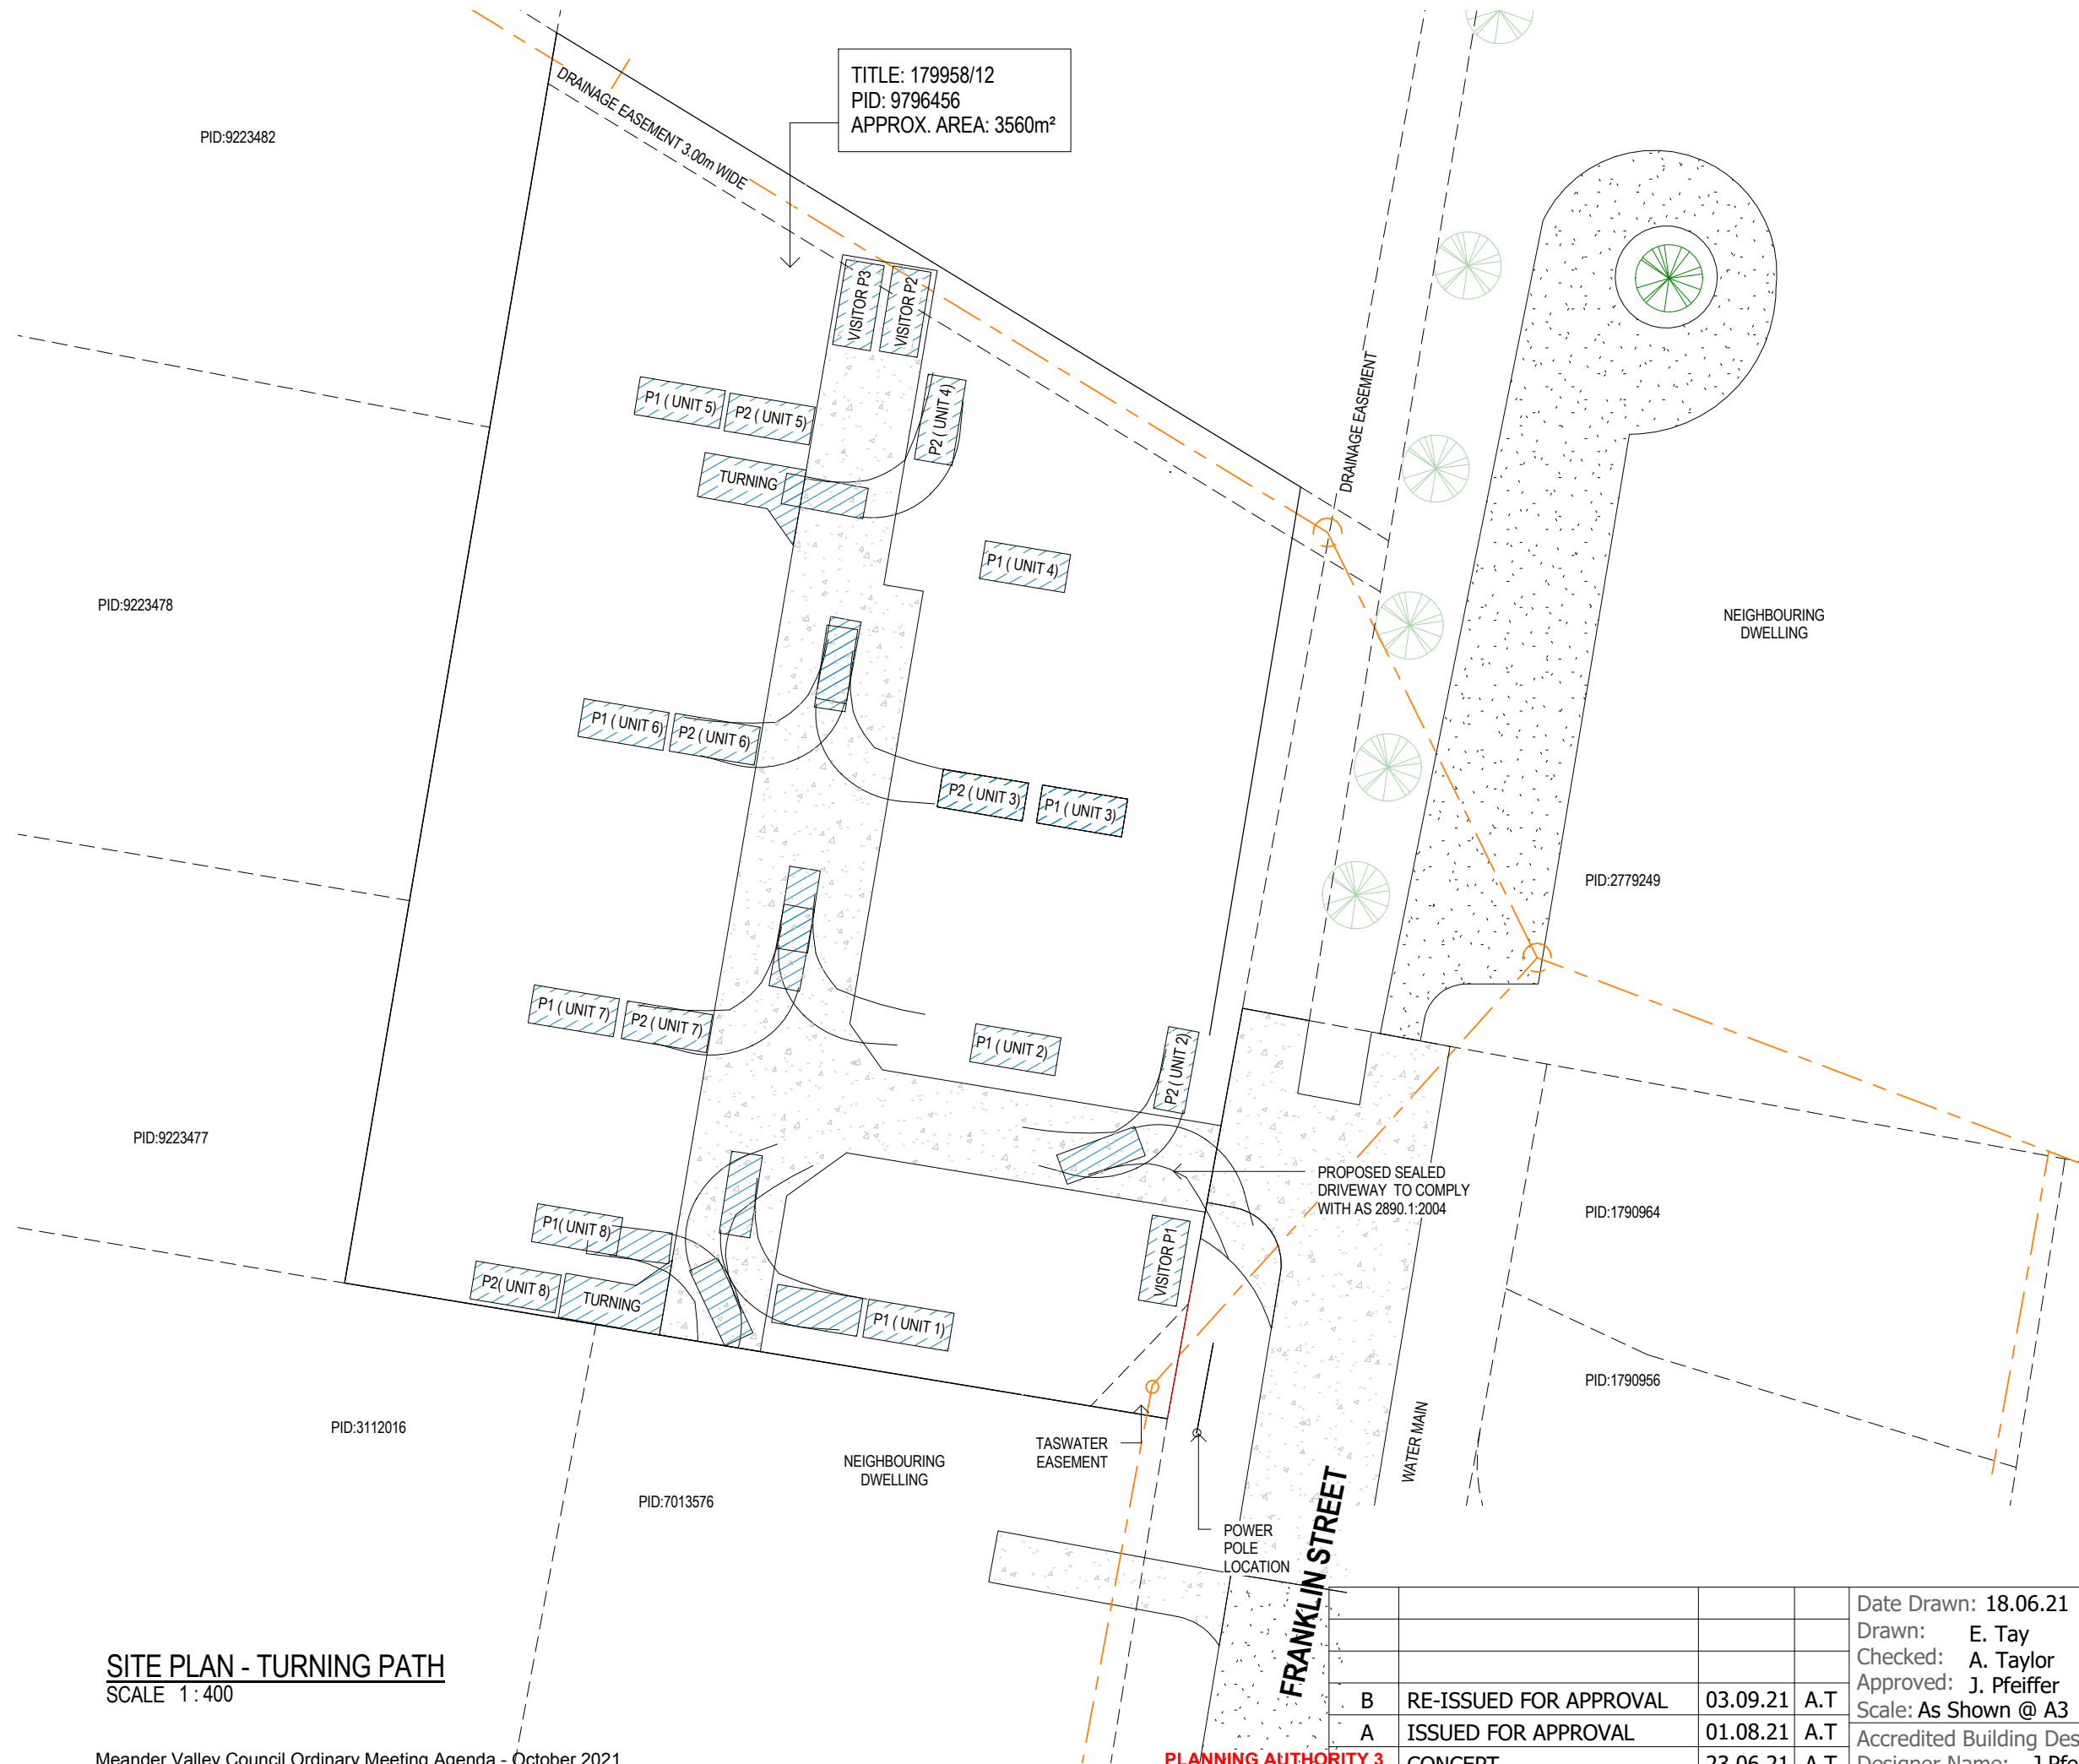 TITLE: 179958/12
PID: 9796456
APPROX. AREA: 3560m²
DRAINAGE EASEMENT 3.00m WIDE
PID:9223482
VISITOR P3
VISITOR P2
P1 ( UNIT 5)
P2 ( UNIT 5)
P2 ( UNIT 4)
TURNING
DRAINAGE EASEMENT
P1 ( UNIT 4)
PID:9223478
NEIGHBOURING
DWELLING
P1 ( UNIT 6)
P2 ( UNIT 6)
P2 ( UNIT 3)
P1 ( UNIT 3)
PID:2779249
P1 ( UNIT 7)
P2 ( UNIT 7)
P1 ( UNIT 2)
P2 ( UNIT 2)
PID:9223477
PROPOSED SEALED
DRIVEWAY TO COMPLY
WITH AS 2890.1:2004
PID:1790964
P1( UNIT 8)
P2( UNIT 8)
TURNING
P1 ( UNIT 1)
VISITOR P1
PID:1790956
PID:3112016
TASWATER
EASEMENT
NEIGHBOURING
DWELLING
WATER MAIN
PID:7013576
POWER
POLE
LOCATION
FRANKLIN STREET
SITE PLAN - TURNING PATH
SCALE 1 : 400
Date Drawn: 18.06.21
Drawn: E. Tay
Checked: A. Taylor
Approved: J. Pfeiffer
Scale: As Shown @ A3
B RE-ISSUED FOR APPROVAL 03.09.21 A.T
A ISSUED FOR APPROVAL 01.08.21 A.T
CONCEPT 23.06.21 A.T
Accredited Building Des
Designer Name: J.Pfe
Meander Valley Council Ordinary Meeting Agenda - October 2021
PLANNING AUTHORITY 3